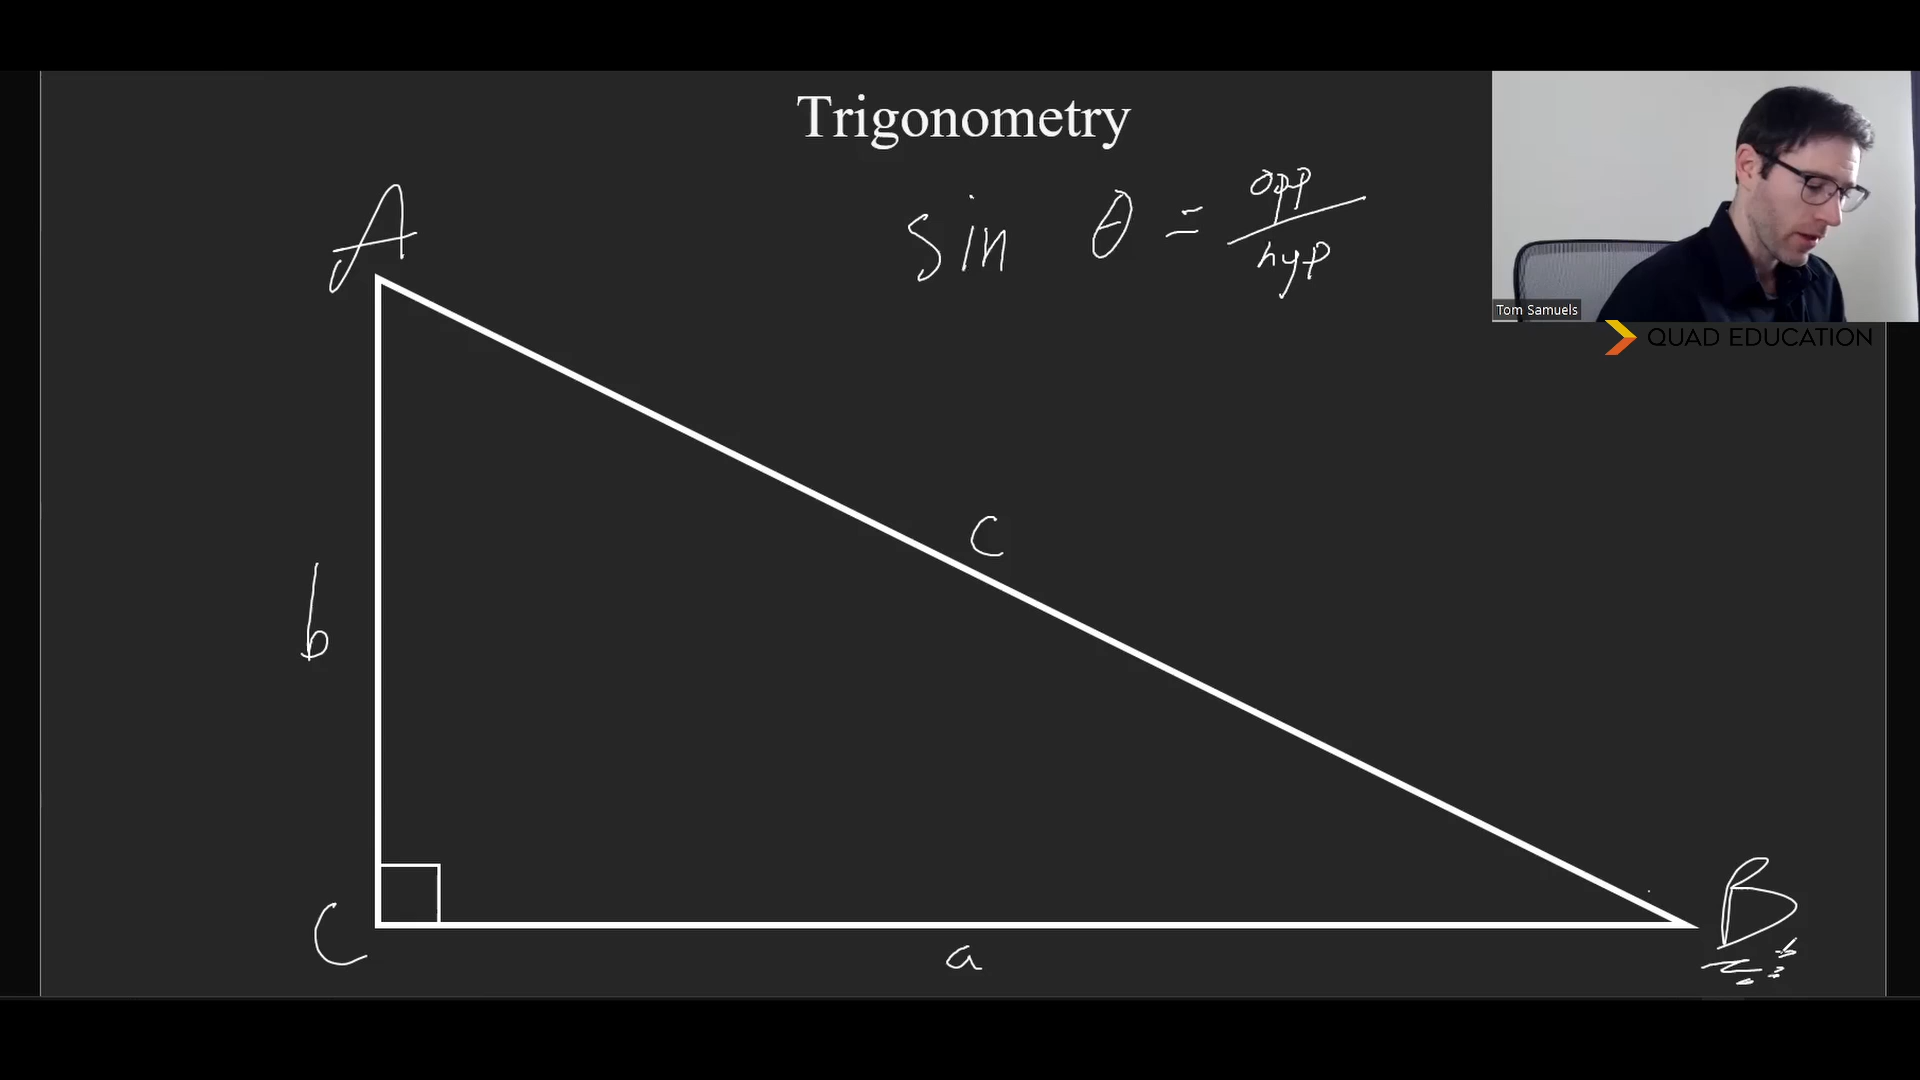 Trigonometry
A
sin θ = opp/hyp
Tom Samuels
QUAD EDUCATION
c
b
C
B
a